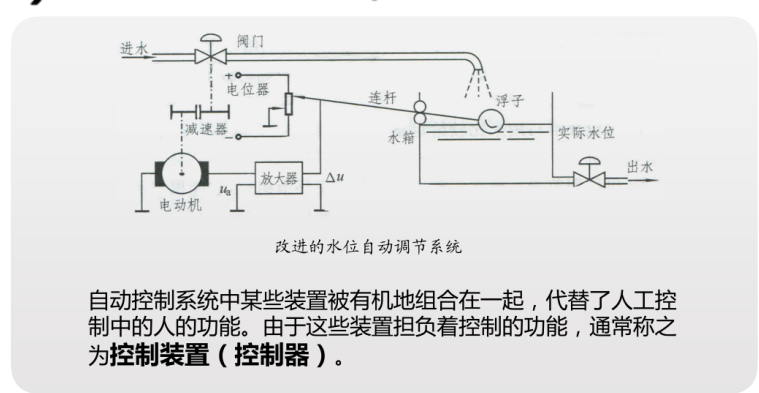 进水
阀门
+
电位器
连杆
浮子
减速器
−
水箱
实际水位
出水
放大器
Δu
uₐ
电动机
改进的水位自动调节系统
自动控制系统中某些装置被有机地组合在一起，代替了人工控
制中的人的功能。由于这些装置担负着控制的功能，通常称之
为控制装置（控制器）。